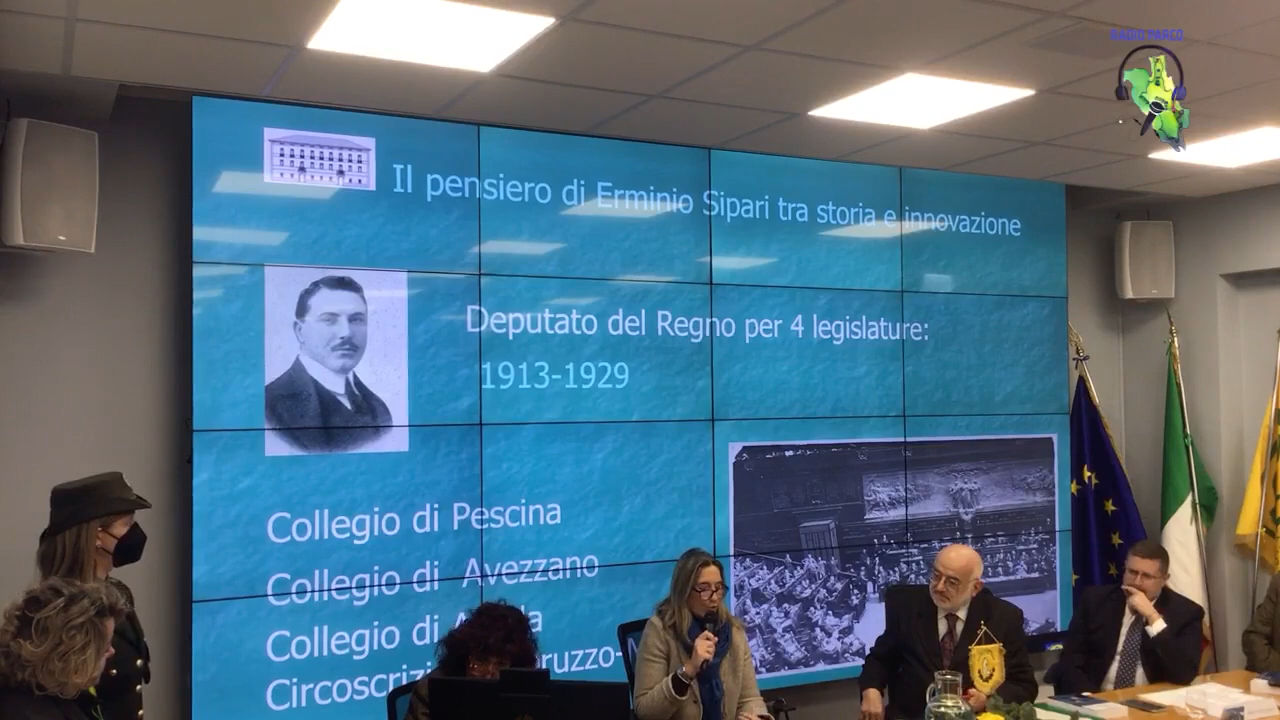 RADIO PARCO
Il pensiero di Erminio Sipari tra storia e innovazione
Deputato del Regno per 4 legislature:
1913-1929
Collegio di Pescina
Collegio di Avezzano
Collegio di